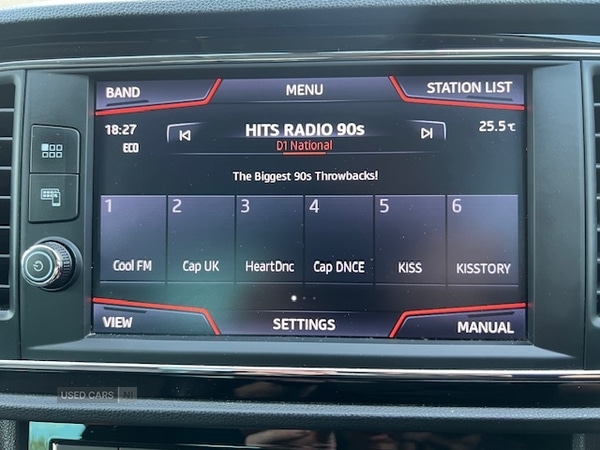 BAND
MENU
STATION LIST
18:27
HITS RADIO 90s
25.5℃
ECO
D1 National
The Biggest 90s Throwbacks!
1
2
3
4
5
6
Cool FM
Cap UK
HeartDnc
Cap DNCE
KISS
KISSTORY
VIEW
SETTINGS
MANUAL
USED CARS NI